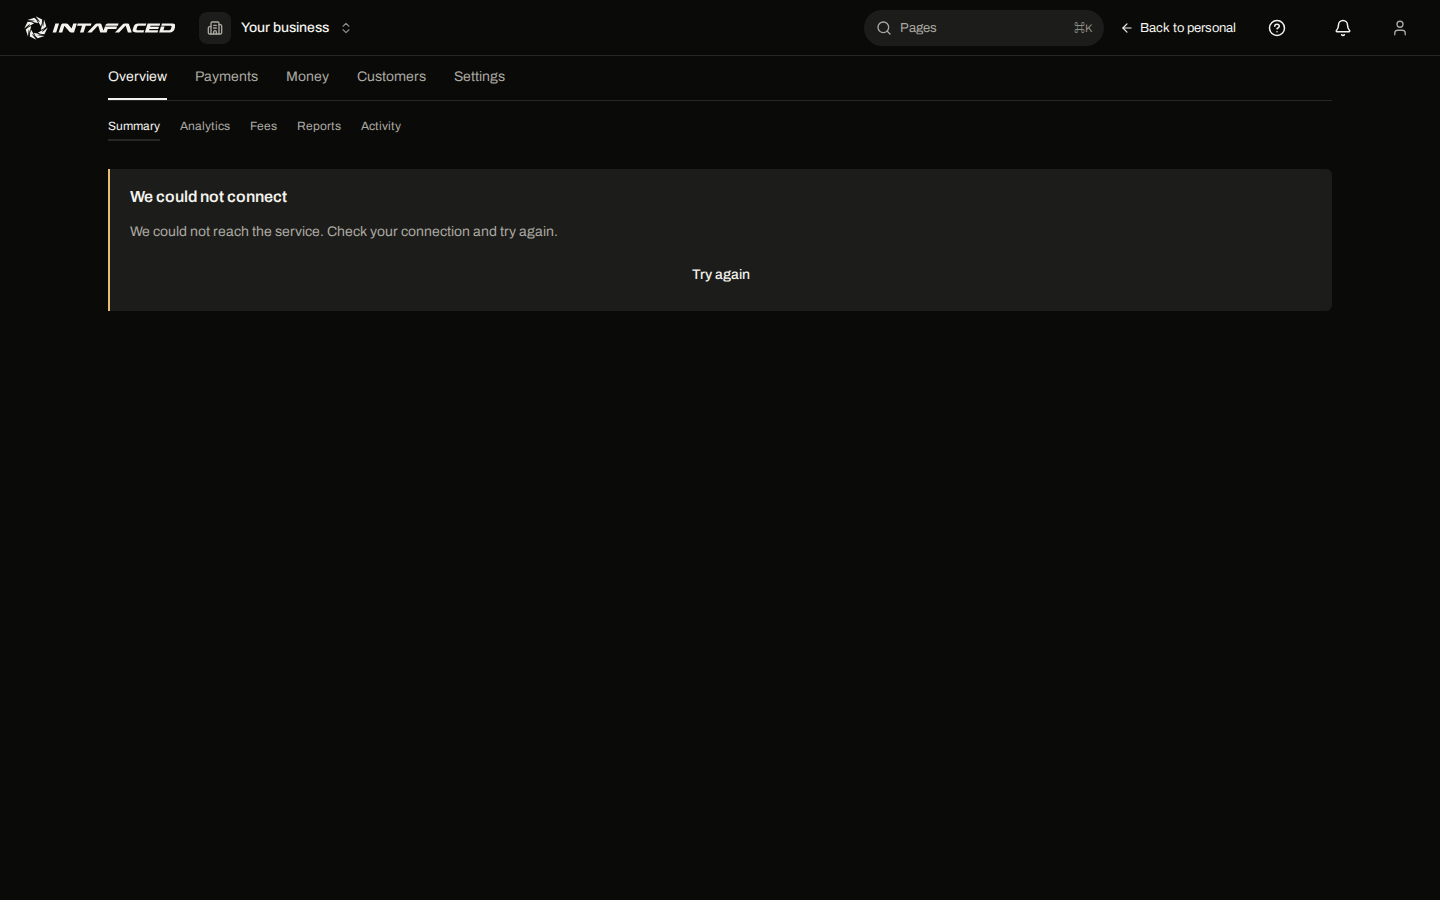 INTAFACED
Your business
Pages
⌘K
Back to personal
Overview
Payments
Money
Customers
Settings
Summary
Analytics
Fees
Reports
Activity
We could not connect
We could not reach the service. Check your connection and try again.
Try again